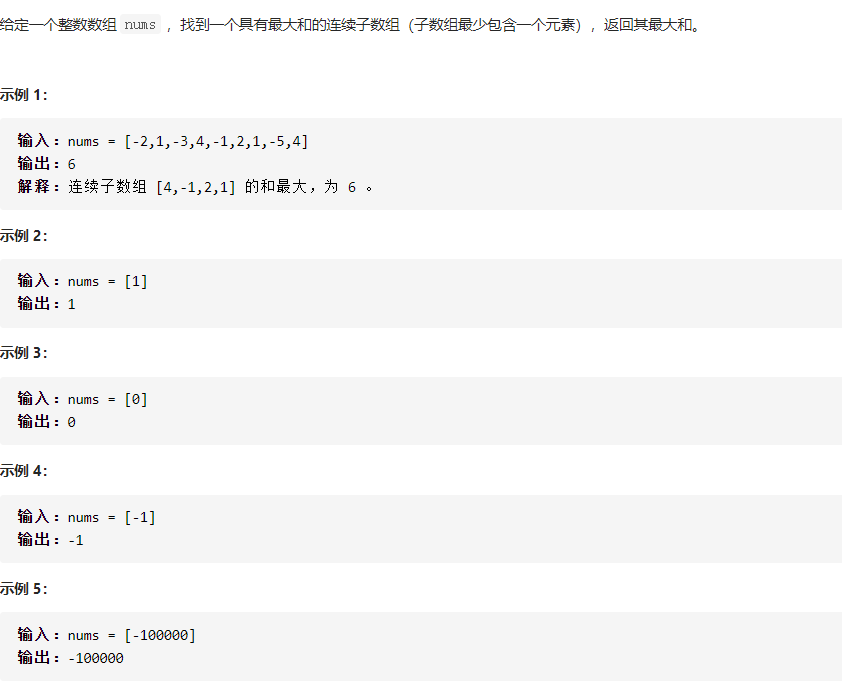 给定一个整数数组 nums ，找到一个具有最大和的连续子数组（子数组最少包含一个元素），返回其最大和。
示例 1：
输入：nums = [-2,1,-3,4,-1,2,1,-5,4]
输出：6
解释：连续子数组 [4,-1,2,1] 的和最大，为 6 。
示例 2：
输入：nums = [1]
输出：1
示例 3：
输入：nums = [0]
输出：0
示例 4：
输入：nums = [-1]
输出：-1
示例 5：
输入：nums = [-100000]
输出：-100000